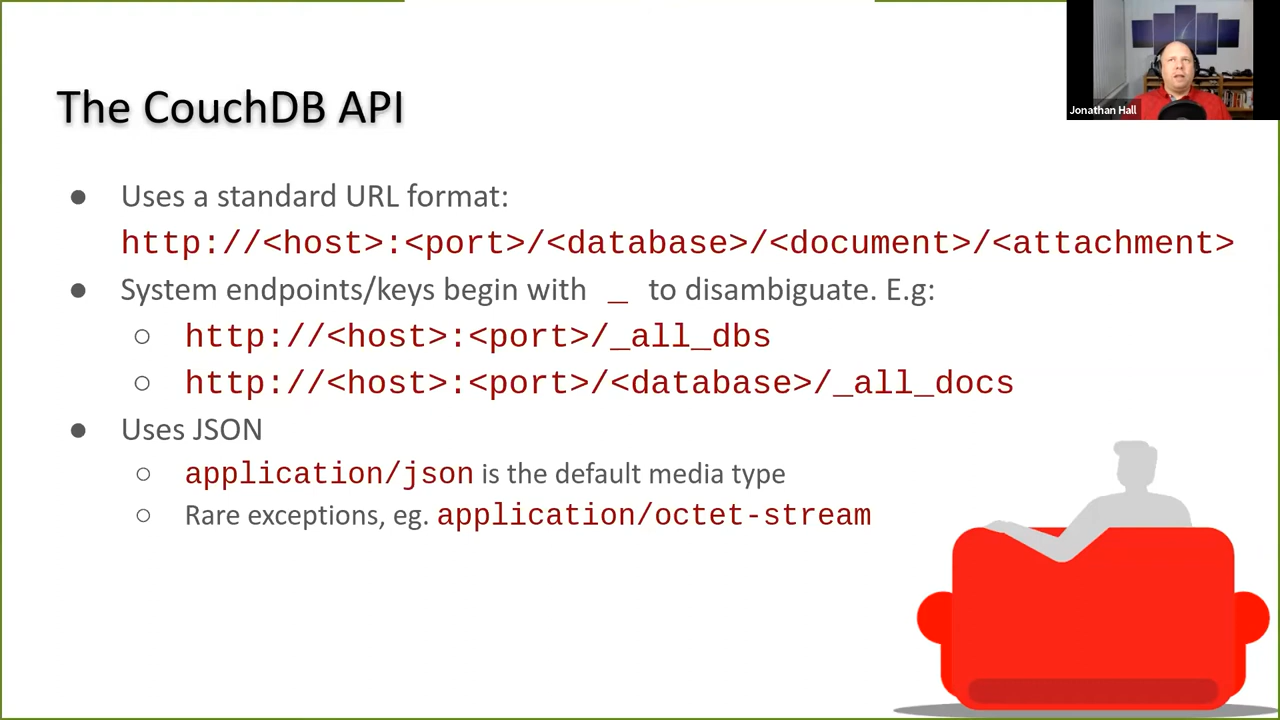 The CouchDB API
Jonathan Hall
● Uses a standard URL format:
http://<host>:<port>/<database>/<document>/<attachment>
● System endpoints/keys begin with _ to disambiguate. E.g:
○ http://<host>:<port>/_all_dbs
○ http://<host>:<port>/<database>/_all_docs
● Uses JSON
○ application/json is the default media type
○ Rare exceptions, eg. application/octet-stream